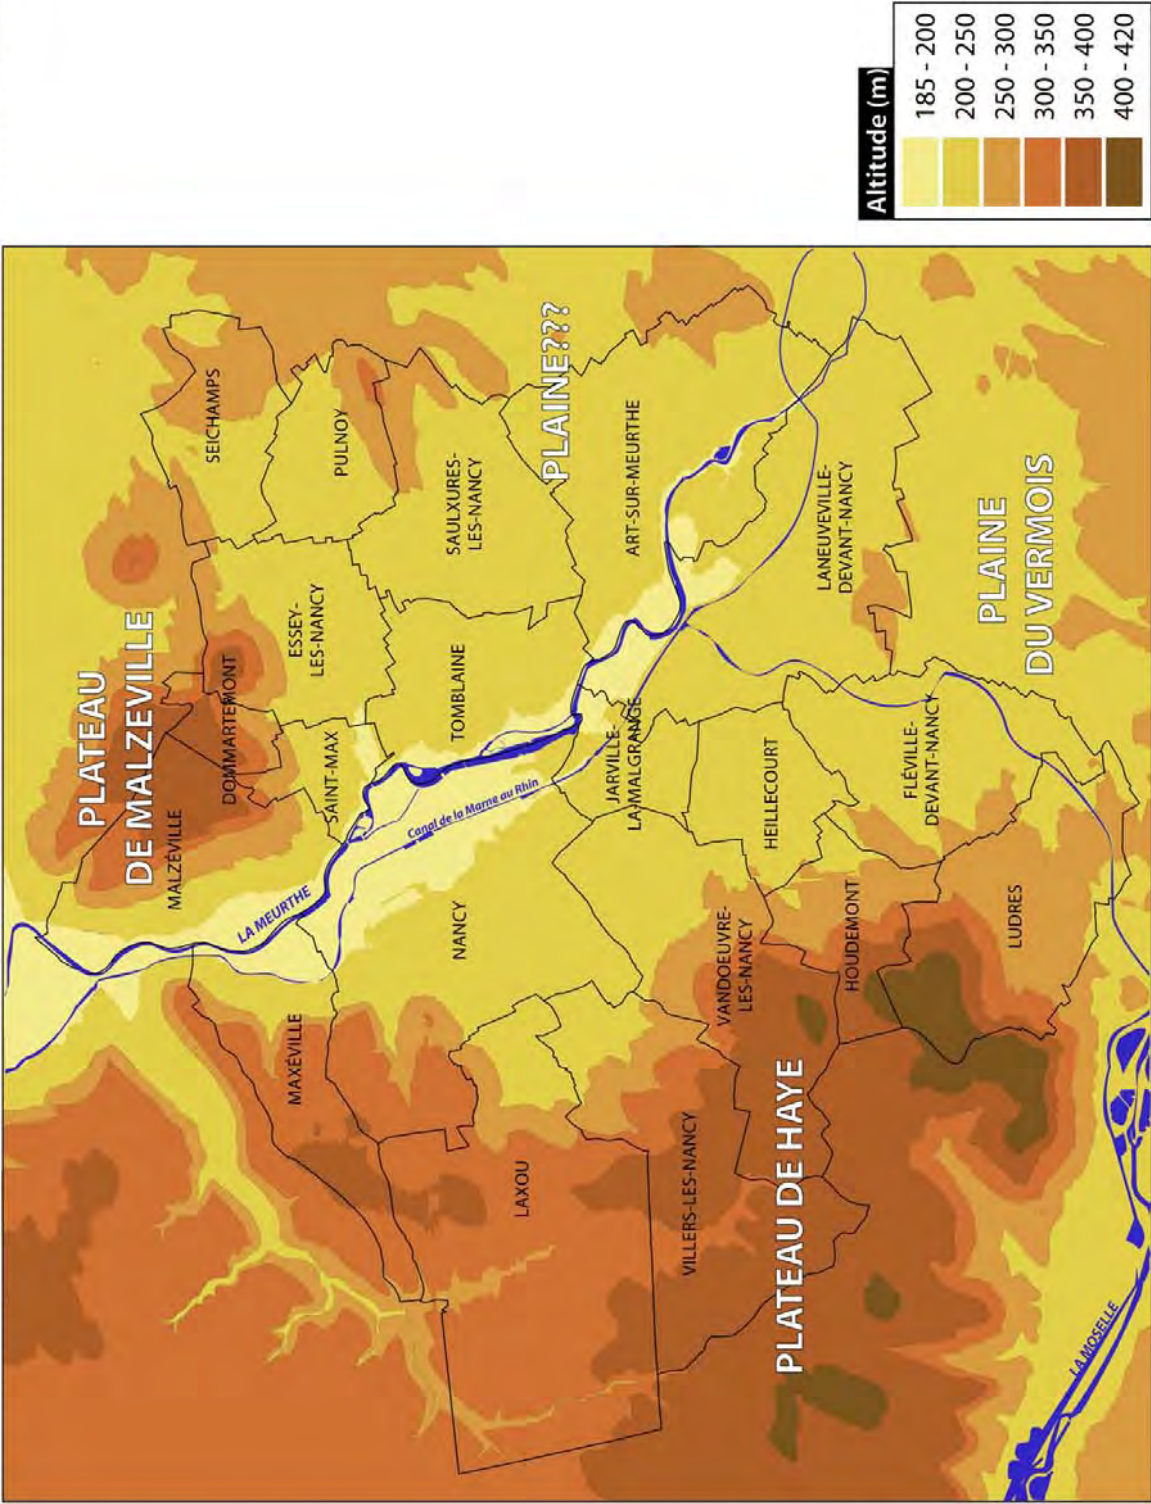 PLATEAU
DE MALZEVILLE
SEICHAMPS
PULNOY
DOMMARTEMONT
MALZÉVILLE
ESSEY-
LES-NANCY
SAINT-MAX
SAULXURES-
LES-NANCY
TOMBLAINE
PLAINE???
LA MEURTHE
Canal de la Marne au Rhin
MAXÉVILLE
NANCY
ART-SUR-MEURTHE
JARVILLE-
LA-MALGRANGE
LAXOU
LANEUVEVILLE-
DEVANT-NANCY
HEILLECOURT
VANDOEUVRE-
LES-NANCY
VILLERS-LES-NANCY
PLATEAU DE HAYE
HOUDEMONT
FLÉVILLE-
DEVANT-NANCY
PLAINE
DU VERMOIS
LUDRES
LA MOSELLE
Altitude (m)
185 - 200
200 - 250
250 - 300
300 - 350
350 - 400
400 - 420